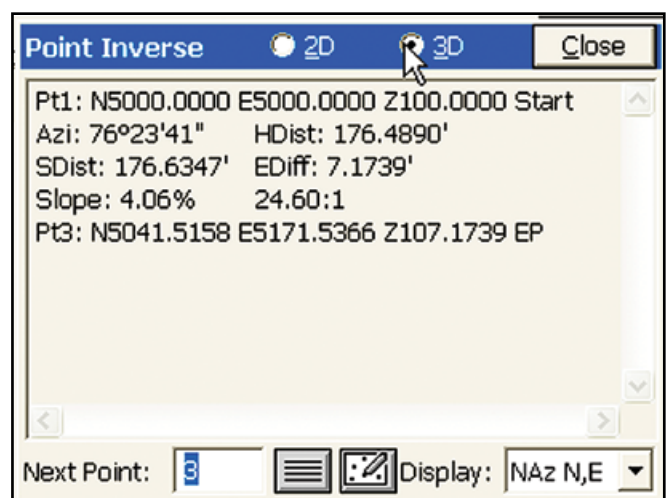 Point Inverse 2D 3D Close
Pt1: N5000.0000 E5000.0000 Z100.0000 Start
Azi: 76º23'41" HDist: 176.4890'
SDist: 176.6347' EDiff: 7.1739'
Slope: 4.06% 24.60:1
Pt3: N5041.5158 E5171.5366 Z107.1739 EP
Next Point: 3 Display: NAz N,E